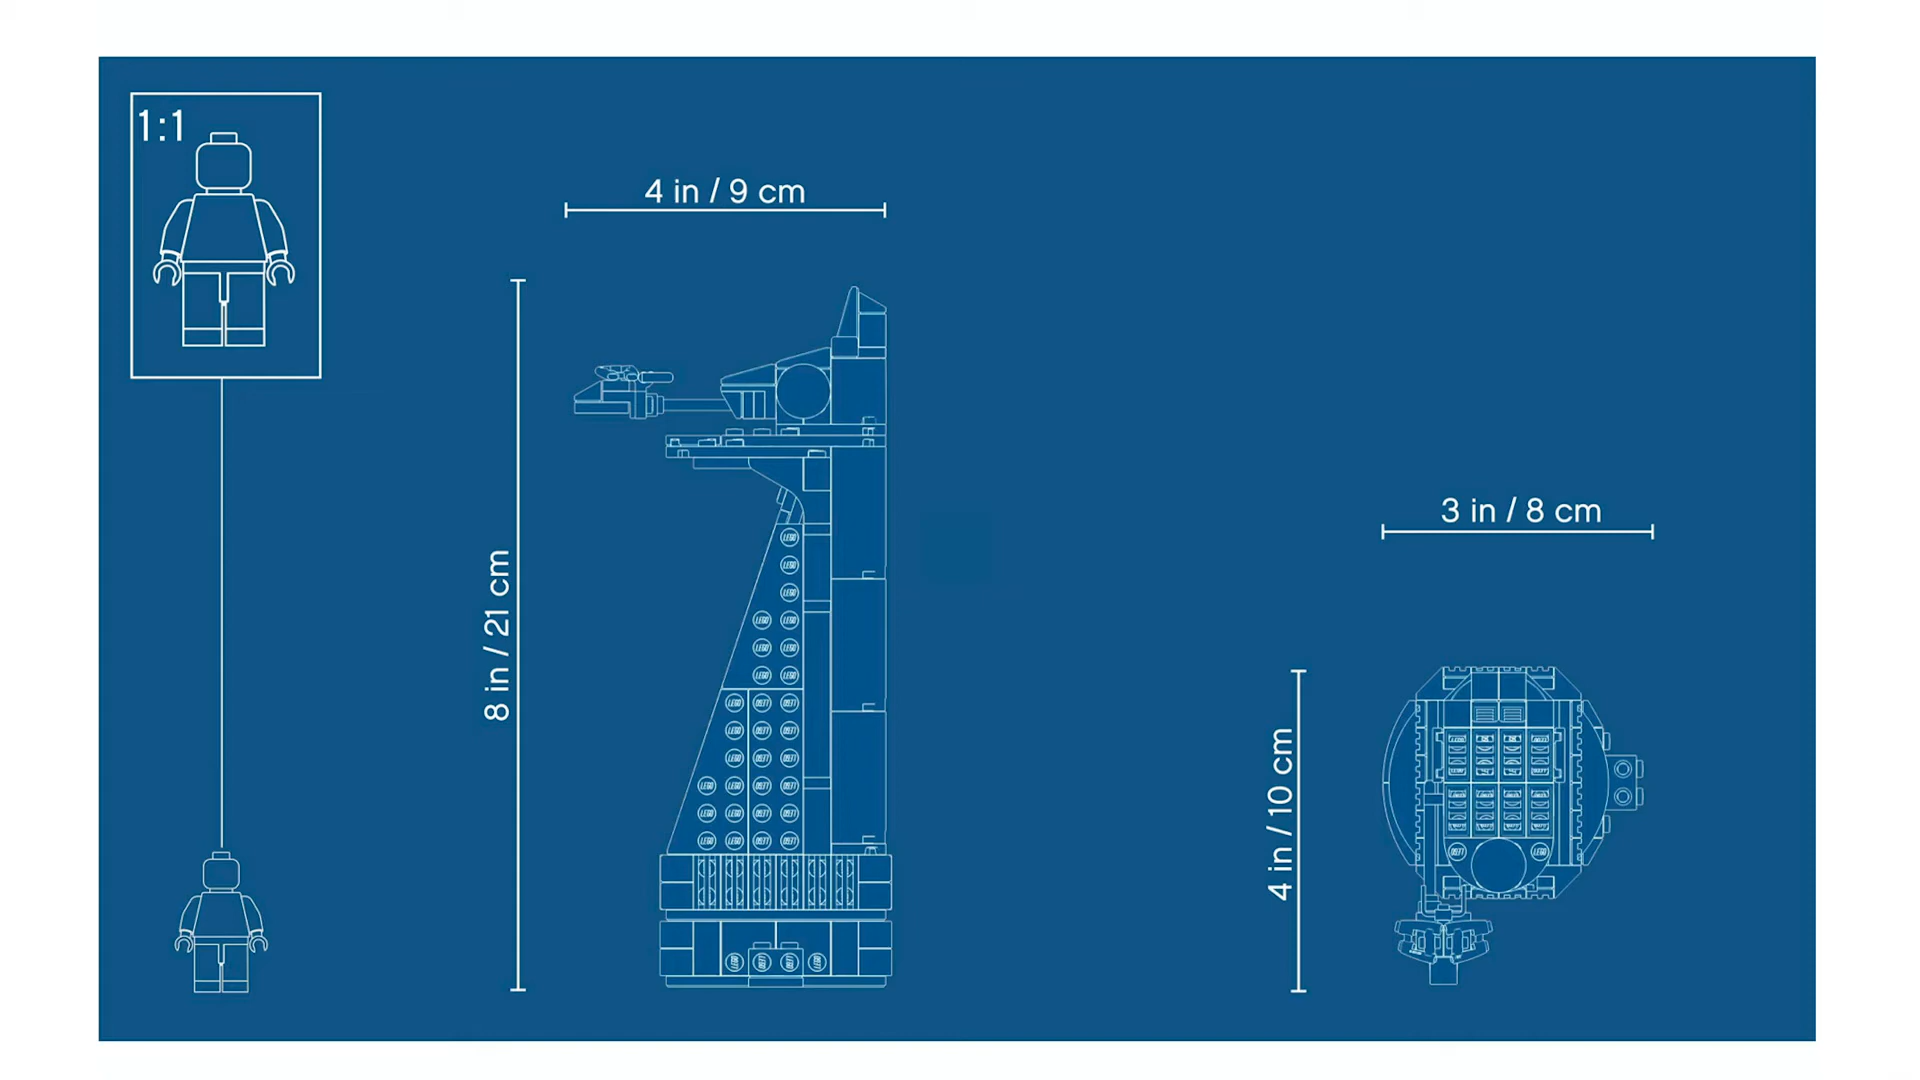 1:1
4 in / 9 cm
8 in / 21 cm
3 in / 8 cm
4 in / 10 cm